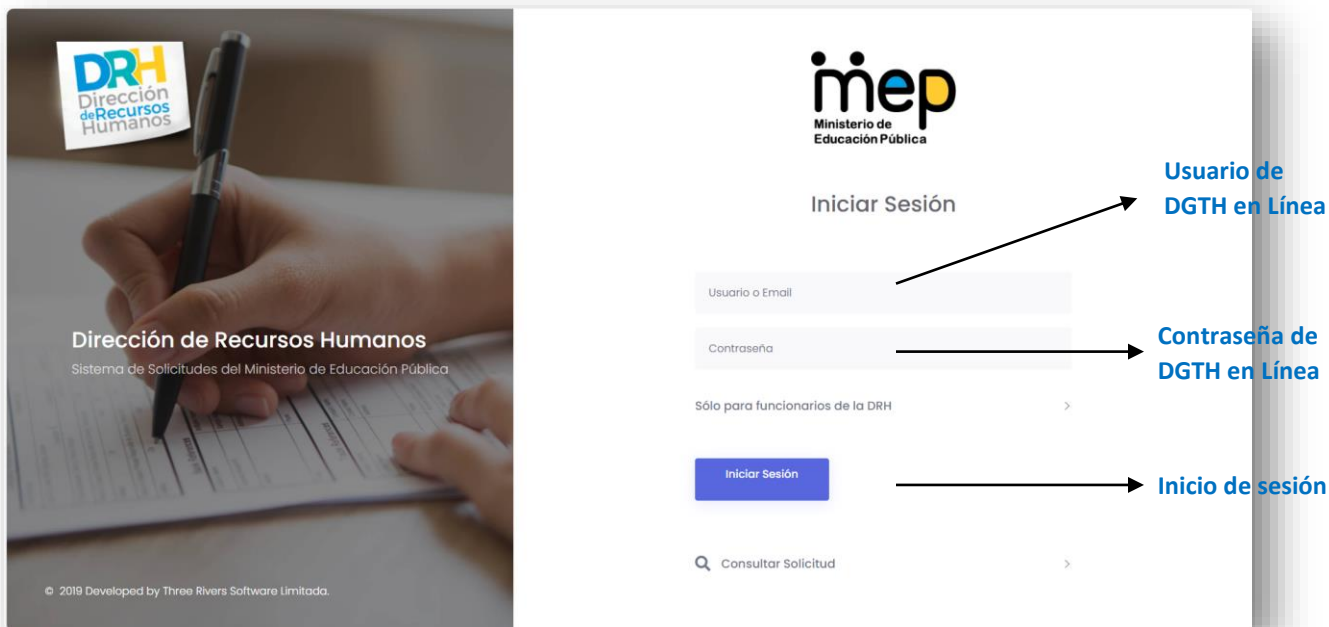 DRH
Dirección
de Recursos
Humanos
Dirección de Recursos Humanos
Sistema de Solicitudes del Ministerio de Educación Pública
© 2019 Developed by Three Rivers Software Limitada.
mep
Ministerio de
Educación Pública
Iniciar Sesión
Usuario o Email
Contraseña
Sólo para funcionarios de la DRH
Iniciar Sesión
Consultar Solicitud
Usuario de
DGTH en Línea
Contraseña de
DGTH en Línea
Inicio de sesión